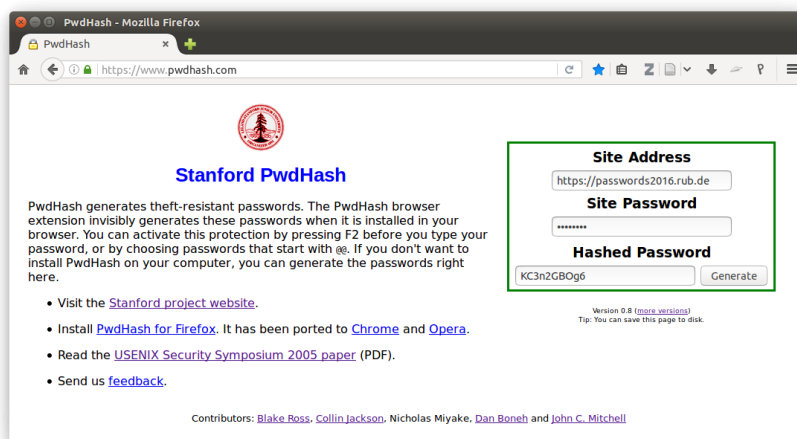 PwdHash - Mozilla Firefox
PwdHash
https://www.pwdhash.com
Stanford PwdHash
PwdHash generates theft-resistant passwords. The PwdHash browser
extension invisibly generates these passwords when it is installed in your
browser. You can activate this protection by pressing F2 before you type your
password, or by choosing passwords that start with @@. If you don't want to
install PwdHash on your computer, you can generate the passwords right
here.
• Visit the Stanford project website.
• Install PwdHash for Firefox. It has been ported to Chrome and Opera.
• Read the USENIX Security Symposium 2005 paper (PDF).
• Send us feedback.
Site Address
https://passwords2016.rub.de
Site Password
••••••••
Hashed Password
KC3n2GBOg6 Generate
Version 0.8 (more versions)
Tip: You can save this page to disk.
Contributors: Blake Ross, Collin Jackson, Nicholas Miyake, Dan Boneh and John C. Mitchell